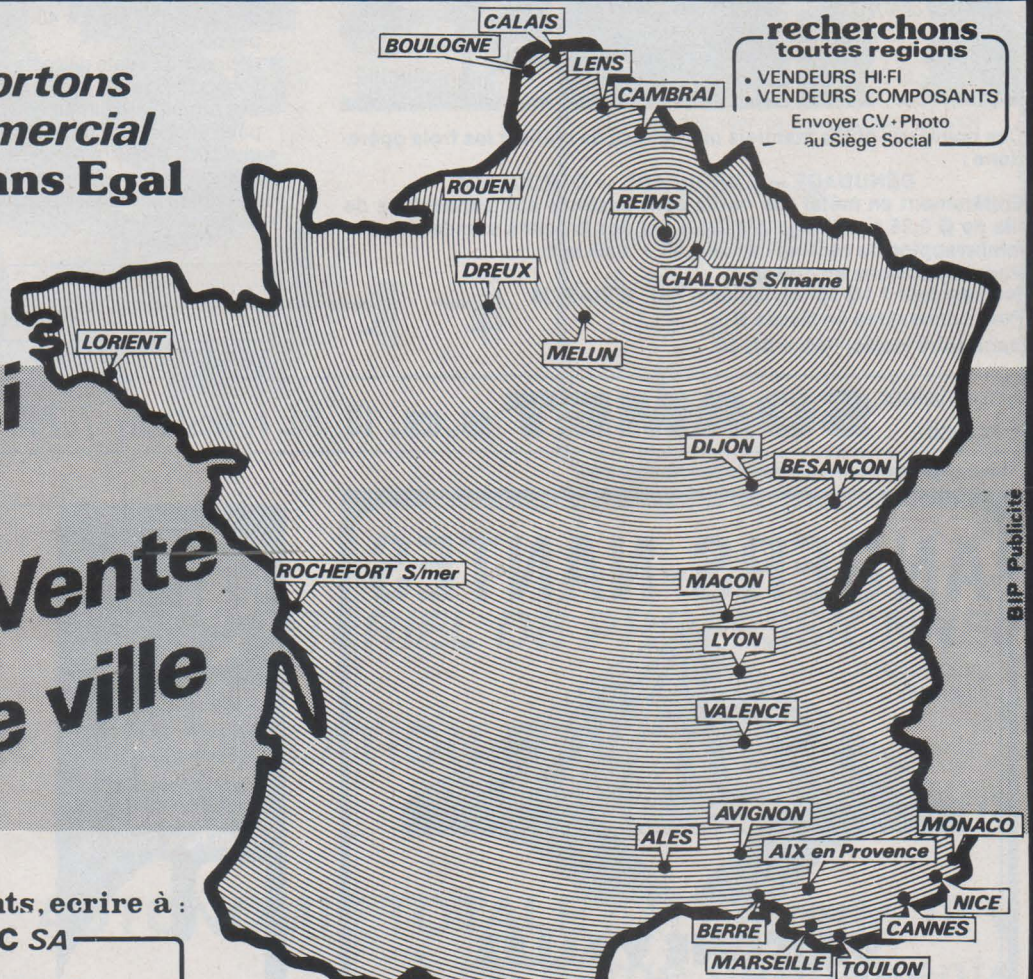 CALAIS
BOULOGNE
LENS
CAMBRAI
recherchons
toutes regions
• VENDEURS HI-FI
• VENDEURS COMPOSANTS
Envoyer C.V + Photo
au Siège Social
ortons
mercial
ans Egal
ROUEN
REIMS
DREUX
CHALONS S/marne
LORIENT
MELUN
i
DIJON
BESANÇON
BIP Publicité
Vente
ROCHEFORT S/mer
MACON
LYON
e ville
VALENCE
AVIGNON
MONACO
ALES
AIX en Provence
nts, ecrire à :
C SA
NICE
BERRE
CANNES
MARSEILLE
TOULON